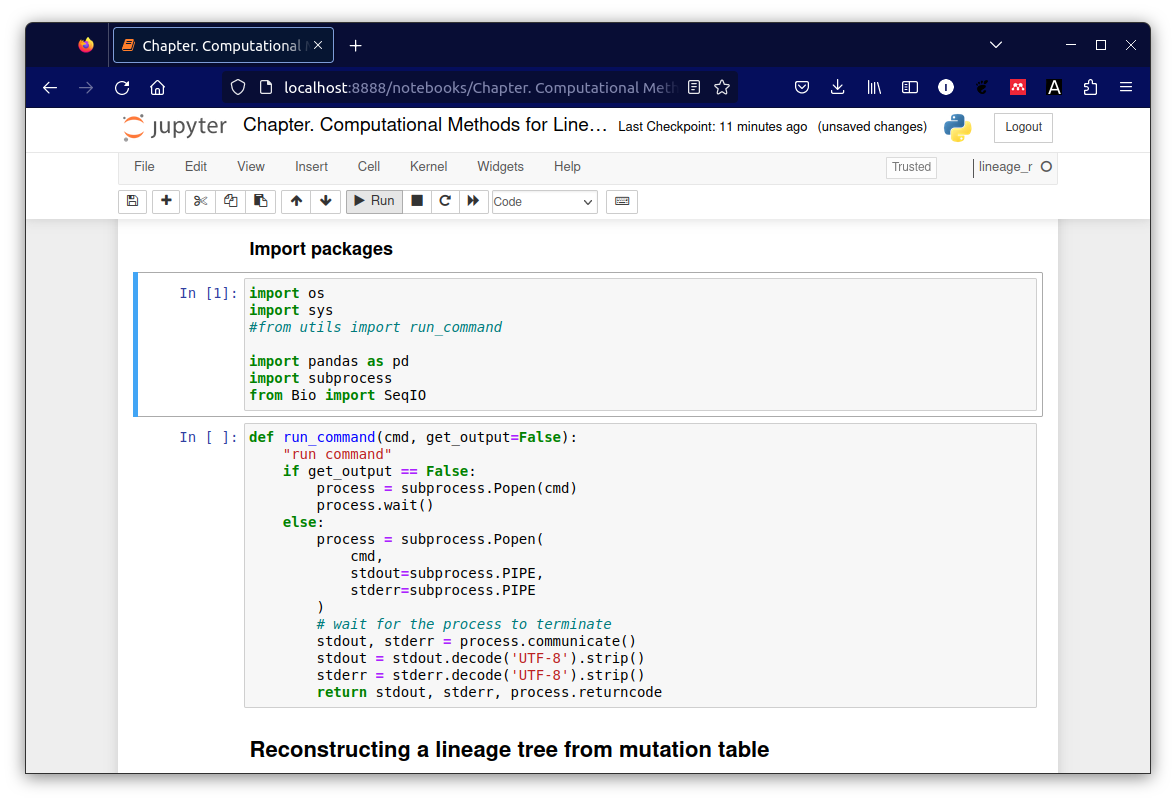 Chapter. Computational
localhost:8888/notebooks/Chapter. Computational Meth
jupyter Chapter. Computational Methods for Line... Last Checkpoint: 11 minutes ago (unsaved changes) Logout
File Edit View Insert Cell Kernel Widgets Help Trusted lineage_r
Run Code
Import packages
In [1]: import os
import sys
#from utils import run_command

import pandas as pd
import subprocess
from Bio import SeqIO
In [ ]: def run_command(cmd, get_output=False):
    "run command"
    if get_output == False:
        process = subprocess.Popen(cmd)
        process.wait()
    else:
        process = subprocess.Popen(
            cmd,
            stdout=subprocess.PIPE,
            stderr=subprocess.PIPE
        )
        # wait for the process to terminate
        stdout, stderr = process.communicate()
        stdout = stdout.decode('UTF-8').strip()
        stderr = stderr.decode('UTF-8').strip()
        return stdout, stderr, process.returncode
Reconstructing a lineage tree from mutation table